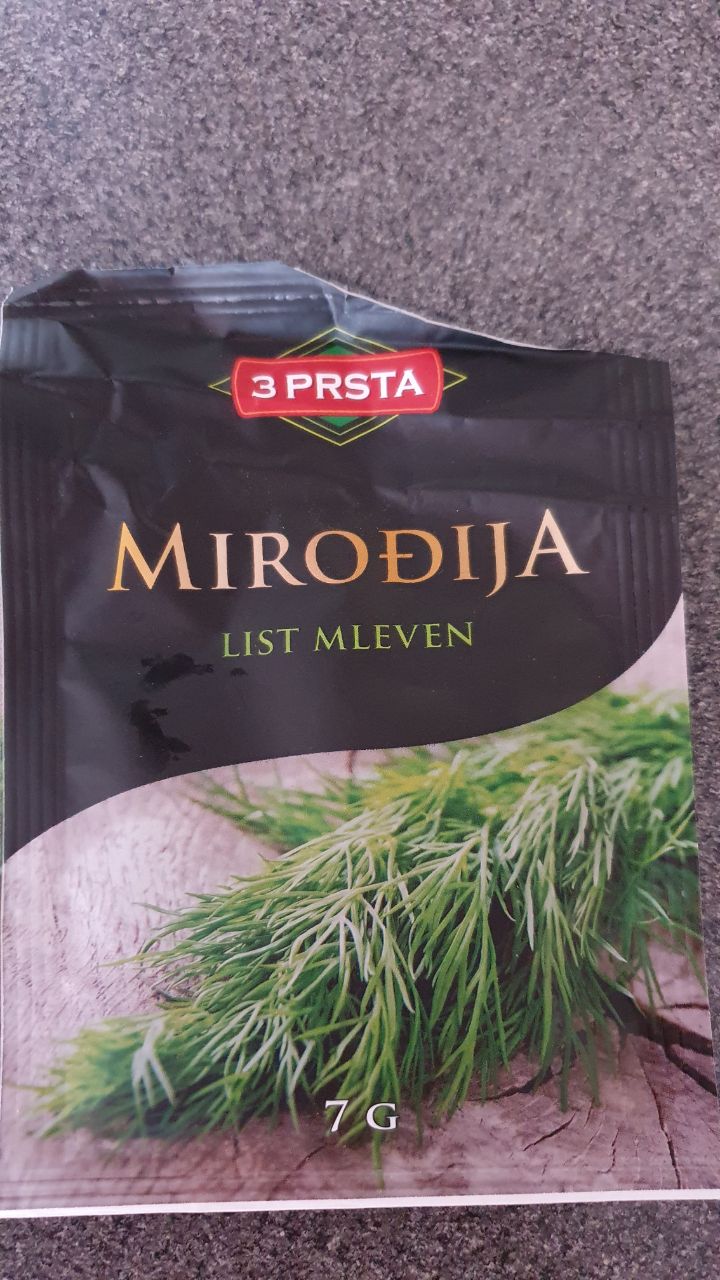 3 PRSTA
MIROĐIJA
LIST MLEVEN
7 G